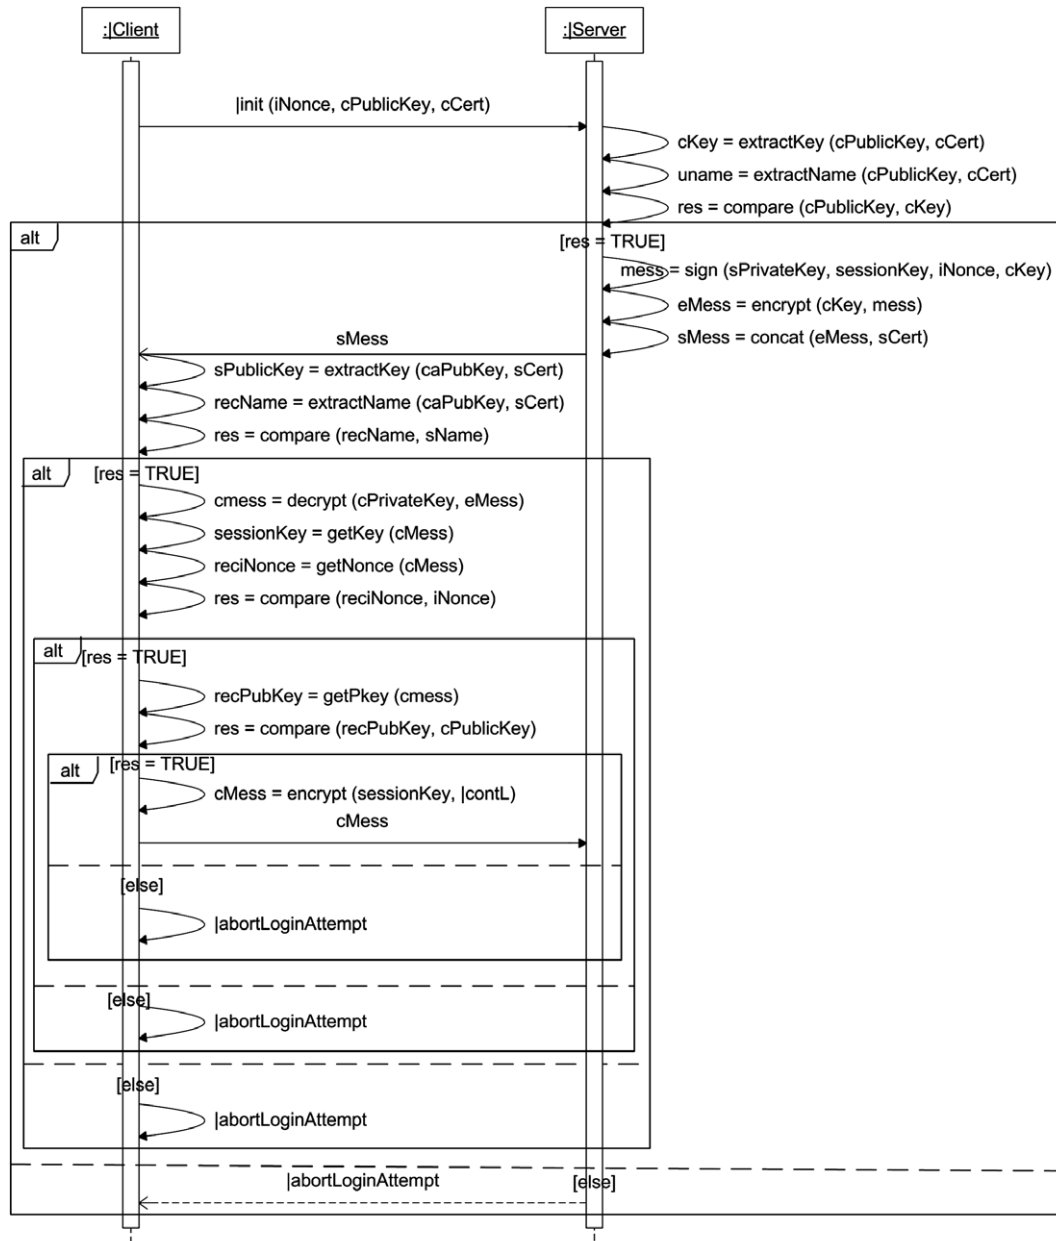 :|Client
:|Server
|init (iNonce, cPublicKey, cCert)
cKey = extractKey (cPublicKey, cCert)
uname = extractName (cPublicKey, cCert)
res = compare (cPublicKey, cKey)
alt
[res = TRUE]
mess = sign (sPrivateKey, sessionKey, iNonce, cKey)
eMess = encrypt (cKey, mess)
sMess = concat (eMess, sCert)
sMess
sPublicKey = extractKey (caPubKey, sCert)
recName = extractName (caPubKey, sCert)
res = compare (recName, sName)
alt
[res = TRUE]
cmess = decrypt (cPrivateKey, eMess)
sessionKey = getKey (cMess)
reciNonce = getNonce (cMess)
res = compare (reciNonce, iNonce)
alt
[res = TRUE]
recPubKey = getPkey (cmess)
res = compare (recPubKey, cPublicKey)
alt
[res = TRUE]
cMess = encrypt (sessionKey, |contL)
cMess
[else]
|abortLoginAttempt
[else]
|abortLoginAttempt
[else]
|abortLoginAttempt
|abortLoginAttempt
[else]